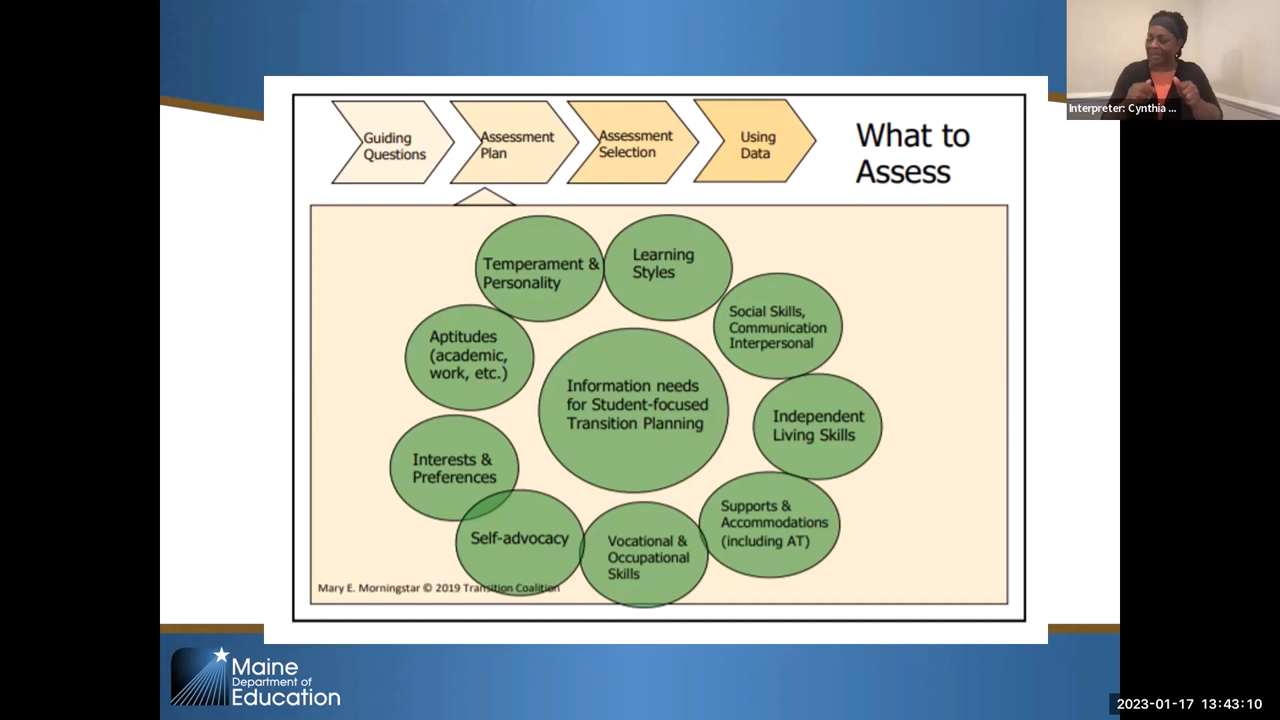 Guiding
Questions
Assessment
Plan
Assessment
Selection
Using
Data
What to
Assess
Temperament &
Personality
Learning
Styles
Social Skills,
Communication
Interpersonal
Aptitudes
(academic,
work, etc.)
Information needs
for Student-focused
Transition Planning
Independent
Living Skills
Interests &
Preferences
Supports &
Accommodations
(including AT)
Self-advocacy
Vocational &
Occupational
Skills
Mary E. Morningstar © 2019 Transition Coalition
Maine
Department of
Education
Interpreter: Cynthia ...
2023-01-17 13:43:10